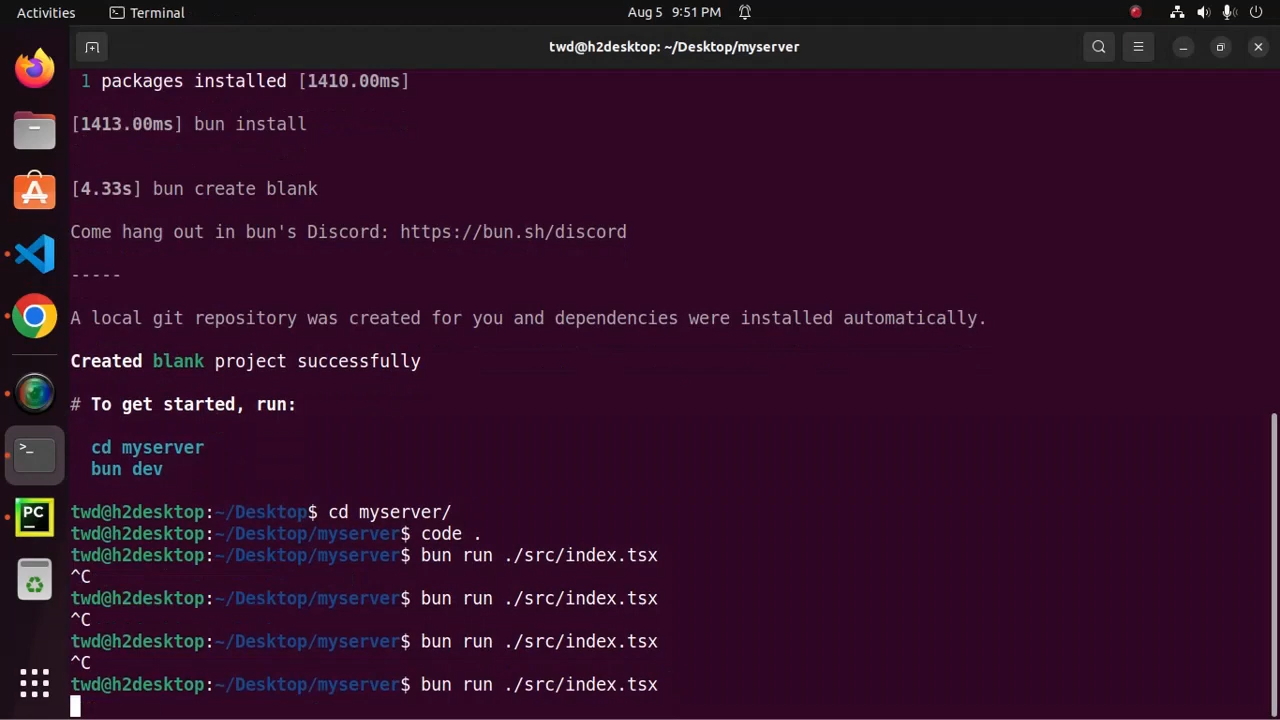 Activities Terminal Aug 5 9:51 PM
twd@h2desktop: ~/Desktop/myserver
1 packages installed [1410.00ms]
[1413.00ms] bun install
[4.33s] bun create blank
Come hang out in bun's Discord: https://bun.sh/discord
-----
A local git repository was created for you and dependencies were installed automatically.
Created blank project successfully
# To get started, run:
cd myserver
bun dev
twd@h2desktop:~/Desktop$ cd myserver/
twd@h2desktop:~/Desktop/myserver$ code .
twd@h2desktop:~/Desktop/myserver$ bun run ./src/index.tsx
^C
twd@h2desktop:~/Desktop/myserver$ bun run ./src/index.tsx
^C
twd@h2desktop:~/Desktop/myserver$ bun run ./src/index.tsx
^C
twd@h2desktop:~/Desktop/myserver$ bun run ./src/index.tsx
PC